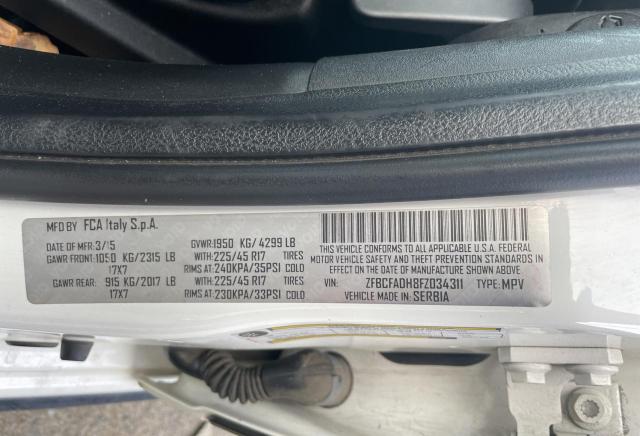 MFD BY FCA Italy S.p.A.
DATE OF MFR:3/15 GVWR:1950 KG/ 4299 LB
GAWR FRONT:1050 KG/2315 LB WITH:225/45 R17 TIRES
17X7 RIMS AT:240KPA/35PSI COLD
GAWR REAR: 915 KG/2017 LB WITH:225/45 R17 TIRES
17X7 RIMS AT:230KPA/33PSI COLD
THIS VEHICLE CONFORMS TO ALL APPLICABLE U.S.A. FEDERAL
MOTOR VEHICLE SAFETY AND THEFT PREVENTION STANDARDS
IN EFFECT ON THE DATE OF MANUFACTURE SHOWN ABOVE.
VIN: ZFBCFADH8FZ034311 TYPE: MPV
VEHICLE MADE IN: SERBIA